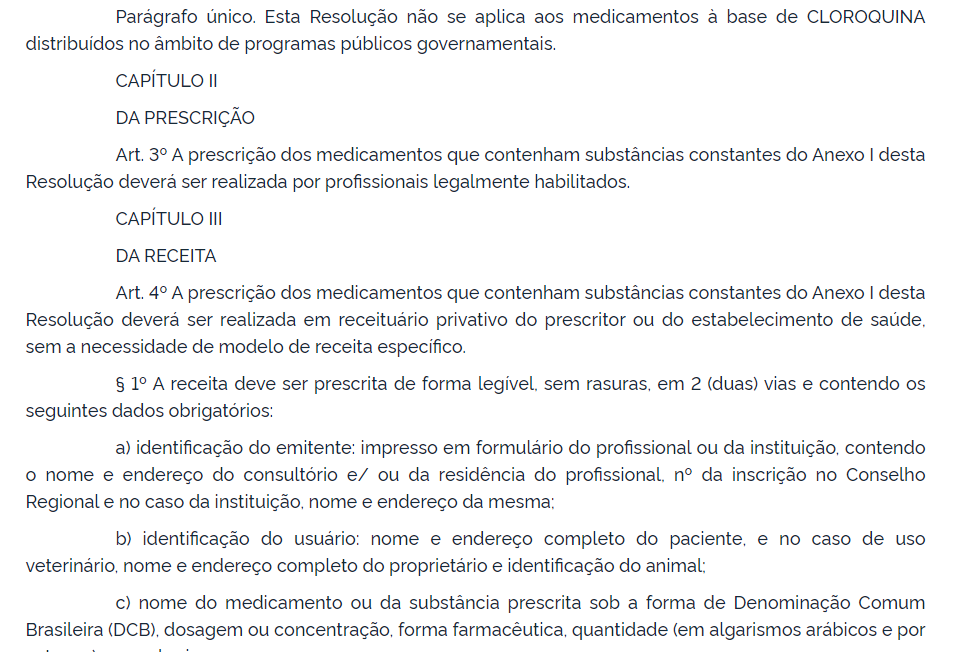 Parágrafo único. Esta Resolução não se aplica aos medicamentos à base de CLOROQUINA
distribuídos no âmbito de programas públicos governamentais.
CAPÍTULO II
DA PRESCRIÇÃO
Art. 3º A prescrição dos medicamentos que contenham substâncias constantes do Anexo I desta
Resolução deverá ser realizada por profissionais legalmente habilitados.
CAPÍTULO III
DA RECEITA
Art. 4º A prescrição dos medicamentos que contenham substâncias constantes do Anexo I desta
Resolução deverá ser realizada em receituário privativo do prescritor ou do estabelecimento de saúde,
sem a necessidade de modelo de receita específico.
§ 1º A receita deve ser prescrita de forma legível, sem rasuras, em 2 (duas) vias e contendo os
seguintes dados obrigatórios:
a) identificação do emitente: impresso em formulário do profissional ou da instituição, contendo
o nome e endereço do consultório e/ ou da residência do profissional, nº da inscrição no Conselho
Regional e no caso da instituição, nome e endereço da mesma;
b) identificação do usuário: nome e endereço completo do paciente, e no caso de uso
veterinário, nome e endereço completo do proprietário e identificação do animal;
c) nome do medicamento ou da substância prescrita sob a forma de Denominação Comum
Brasileira (DCB), dosagem ou concentração, forma farmacêutica, quantidade (em algarismos arábicos e por